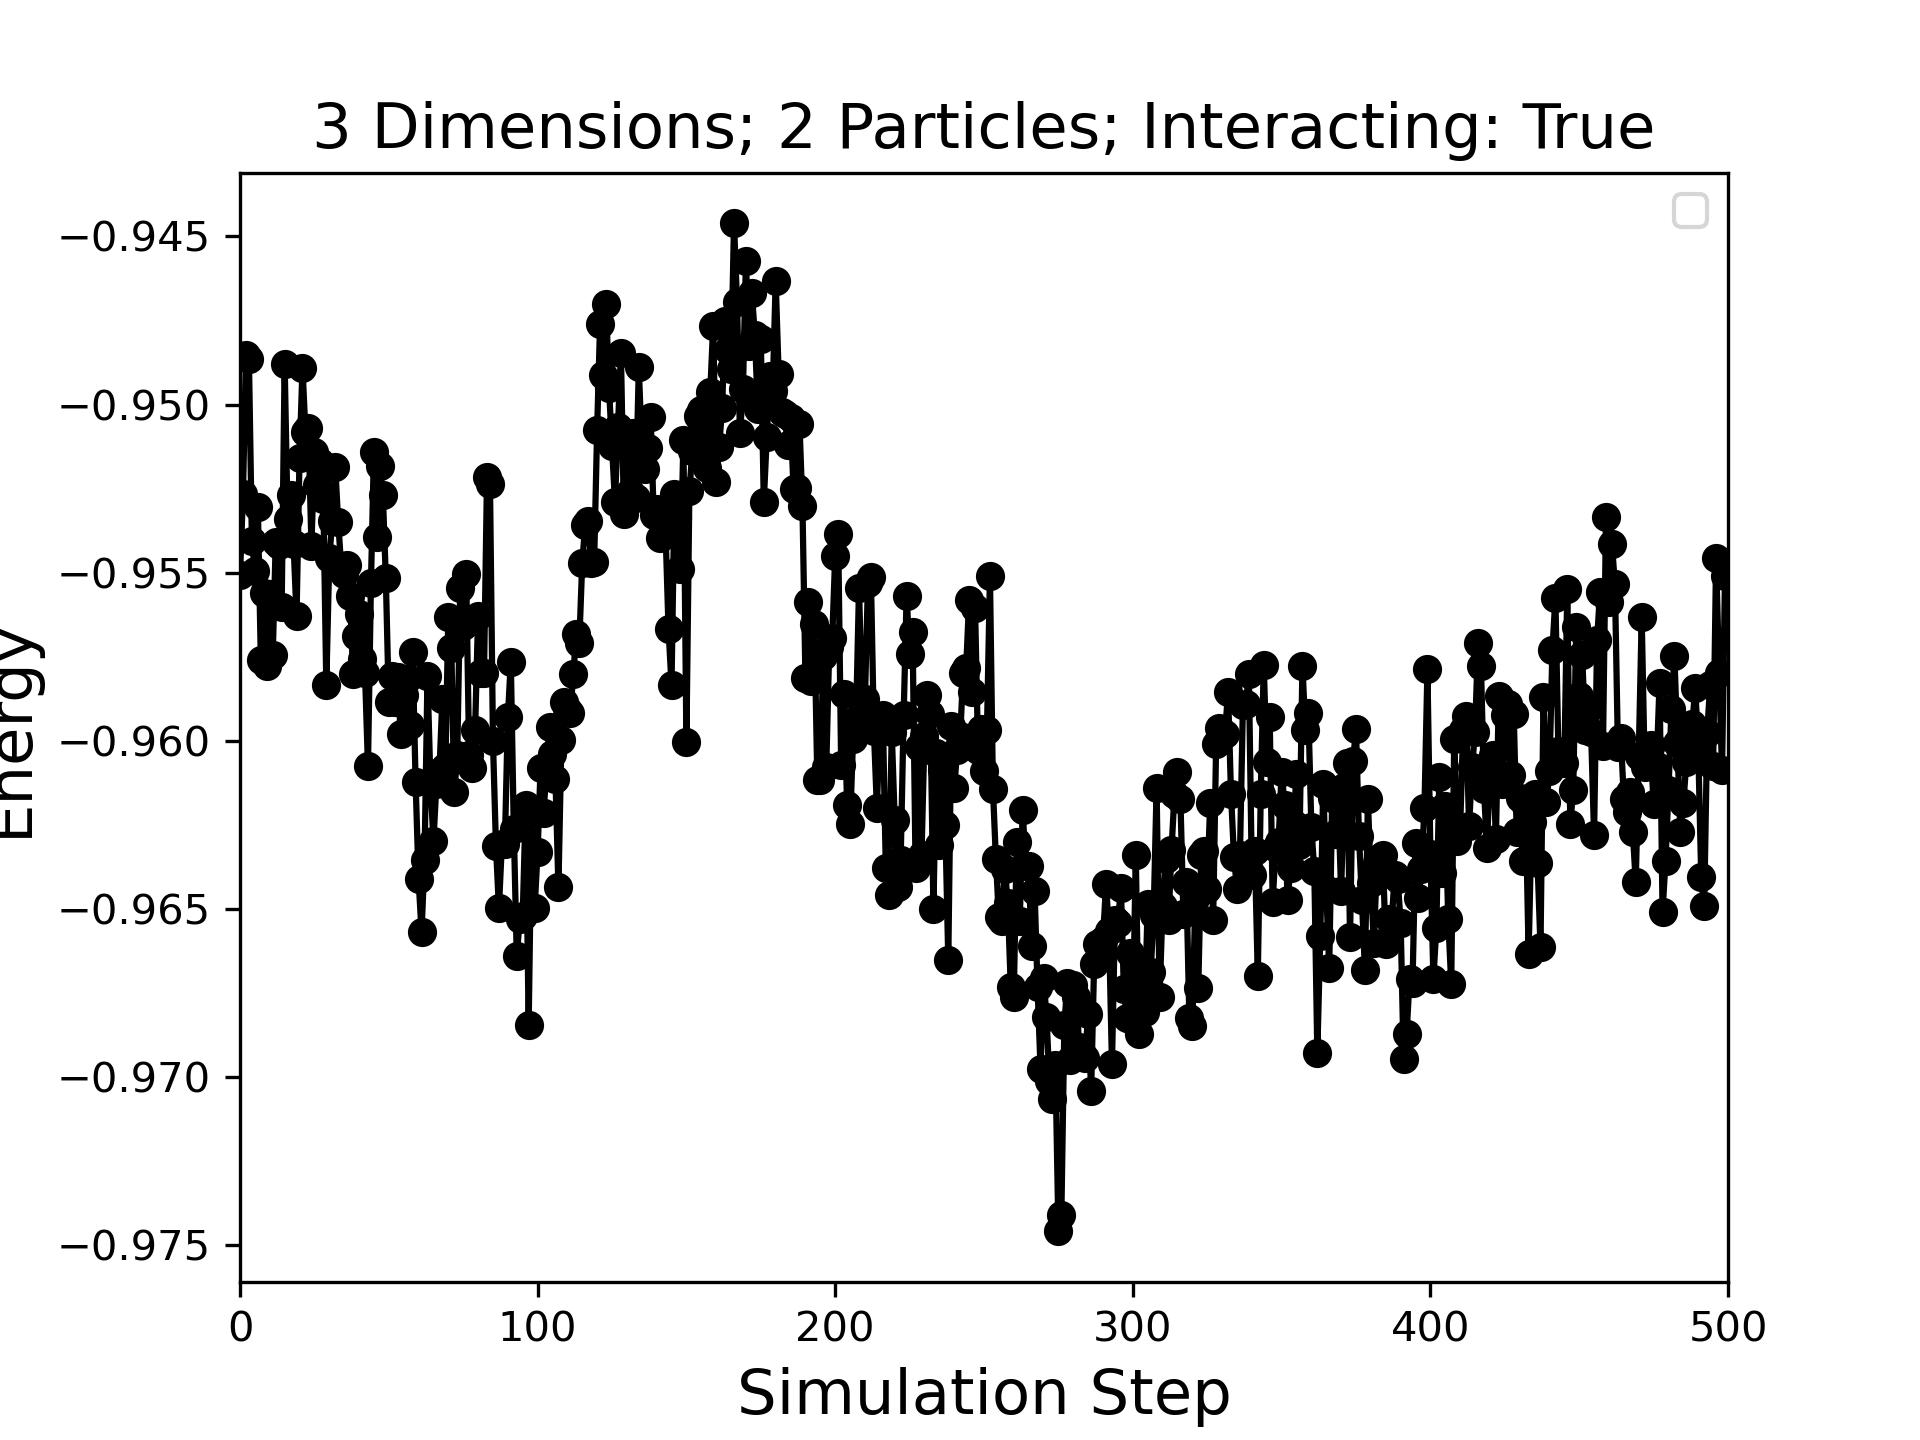 3 Dimensions; 2 Particles; Interacting: True
−0.945
−0.950
−0.955
−0.960
−0.965
−0.970
−0.975
Energy
0 100 200 300 400 500
Simulation Step